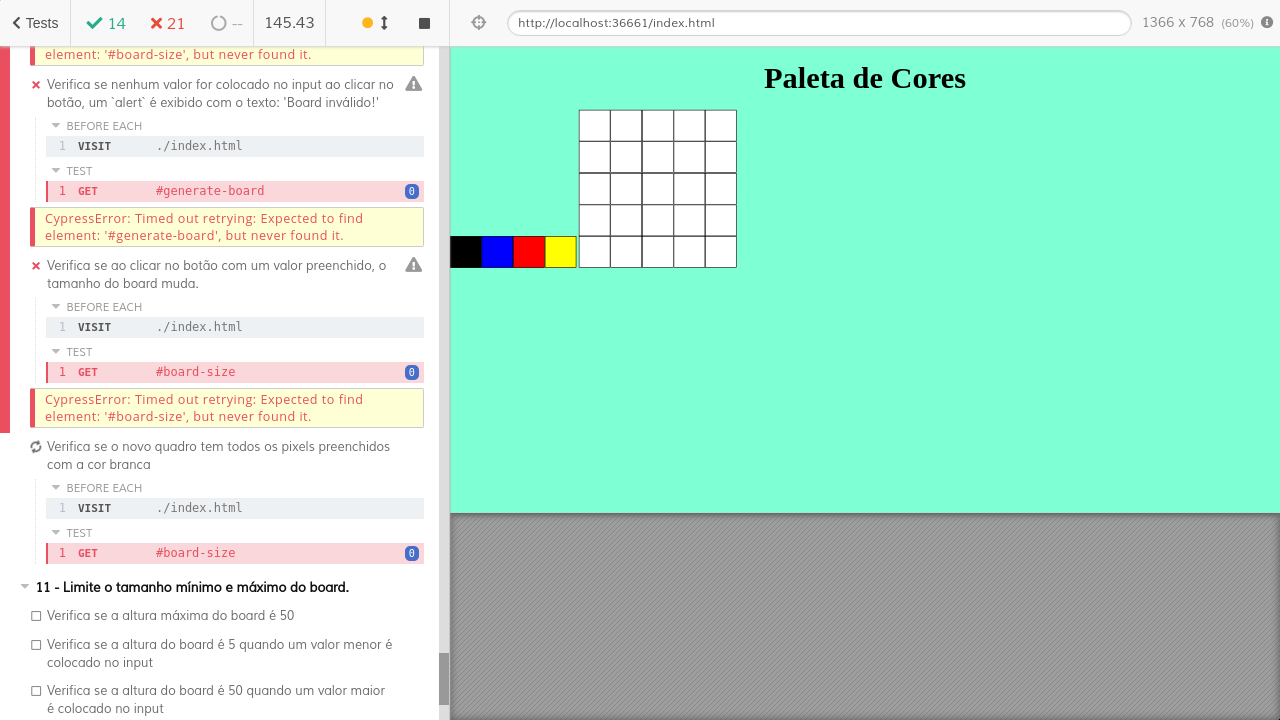 Tests
14
21
--
145.43
http://localhost:36661/index.html
1366 x 768 (60%)
element: '#board-size', but never found it.
Verifica se nenhum valor for colocado no input ao clicar no
botão, um `alert` é exibido com o texto: 'Board inválido!'
BEFORE EACH
1 VISIT ./index.html
TEST
1 GET #generate-board 0
CypressError: Timed out retrying: Expected to find
element: '#generate-board', but never found it.
Verifica se ao clicar no botão com um valor preenchido, o
tamanho do board muda.
BEFORE EACH
1 VISIT ./index.html
TEST
1 GET #board-size 0
CypressError: Timed out retrying: Expected to find
element: '#board-size', but never found it.
Verifica se o novo quadro tem todos os pixels preenchidos
com a cor branca
BEFORE EACH
1 VISIT ./index.html
TEST
1 GET #board-size 0
11 - Limite o tamanho mínimo e máximo do board.
Verifica se a altura máxima do board é 50
Verifica se a altura do board é 5 quando um valor menor é
colocado no input
Verifica se a altura do board é 50 quando um valor maior
é colocado no input
Paleta de Cores